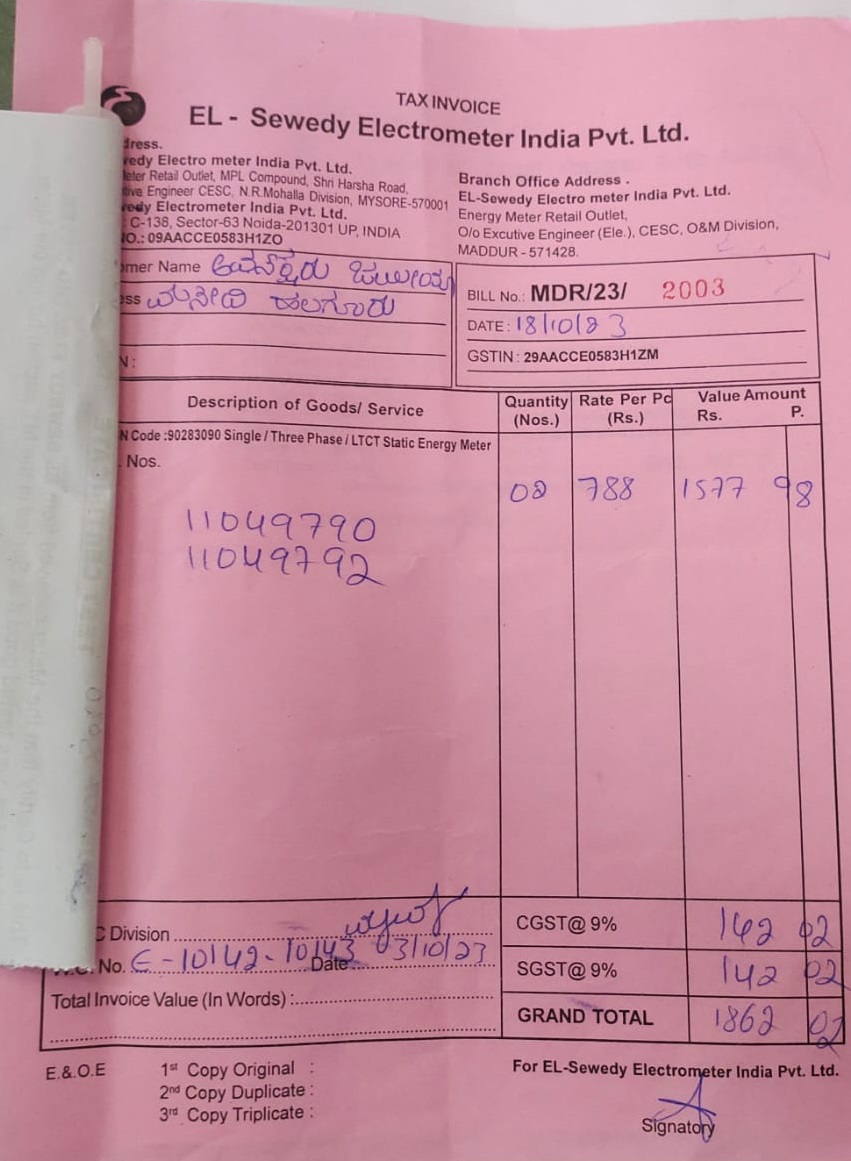 TAX INVOICE
EL - Sewedy Electrometer India Pvt. Ltd.
dress.
vedy Electro meter India Pvt. Ltd.
eter Retail Outlet, MPL Compound, Shri Harsha Road,
tive Engineer CESC, N.R.Mohalla Division, MYSORE-570001
vedy Electrometer India Pvt. Ltd.
: C-138, Sector-63 Noida-201301 UP, INDIA
NO.: 09AACCE0583H1ZO
Branch Office Address .
EL-Sewedy Electro meter India Pvt. Ltd.
Energy Meter Retail Outlet,
O/o Excutive Engineer (Ele.), CESC, O&M Division,
MADDUR - 571428.
omer Name
ess ಮಸೀದಿ ಹಲಗೂರು
N :
BILL No.: MDR/23/ 2003
DATE : 18/10/23
GSTIN : 29AACCE0583H1ZM
Description of Goods/ Service Quantity (Nos.) Rate Per Pc (Rs.) Value Amount Rs. P.
N Code :90283090 Single / Three Phase / LTCT Static Energy Meter
. Nos.
02 788 1577 98
11049790
11049792
C Division
No. E-10142-10143 Date 03/10/23
Total Invoice Value (In Words) :
CGST@ 9% 142 02
SGST@ 9% 142 02
GRAND TOTAL 1862 02
E.&.O.E
1st Copy Original :
2nd Copy Duplicate :
3rd Copy Triplicate :
For EL-Sewedy Electrometer India Pvt. Ltd.
Signatory